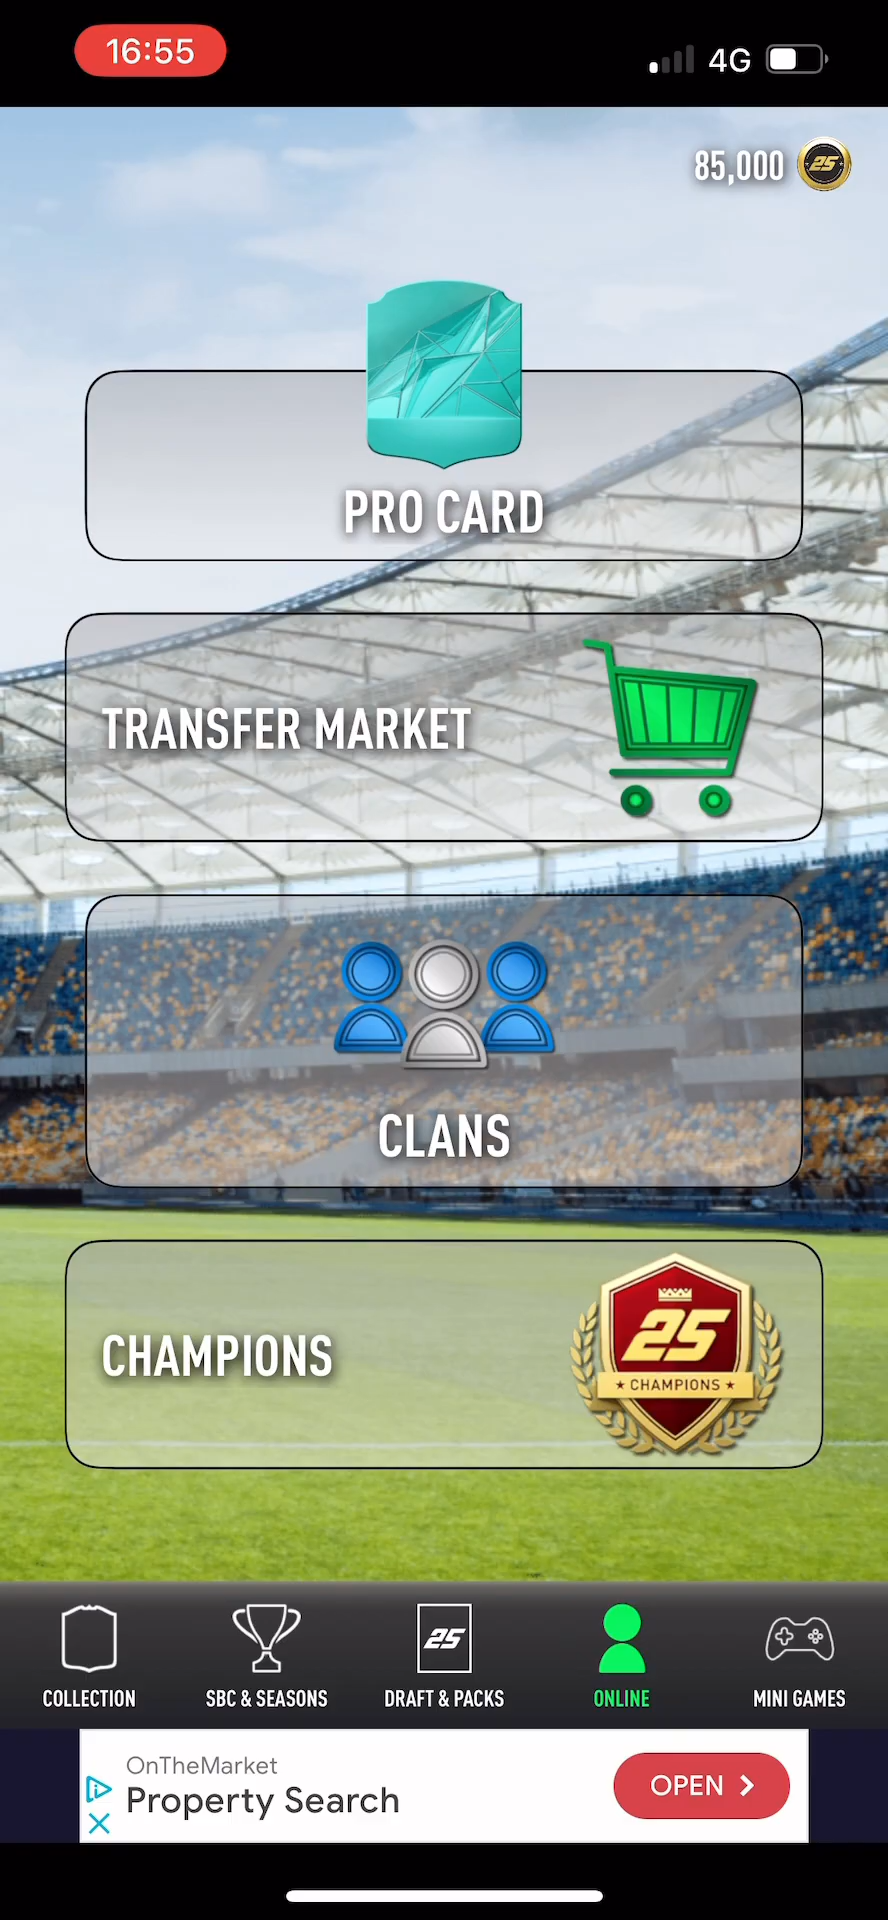 16:55
4G
85,000
25
PRO CARD
TRANSFER MARKET
CLANS
CHAMPIONS
25
★ CHAMPIONS ★
25
COLLECTION
SBC & SEASONS
DRAFT & PACKS
ONLINE
MINI GAMES
OnTheMarket
Property Search
OPEN